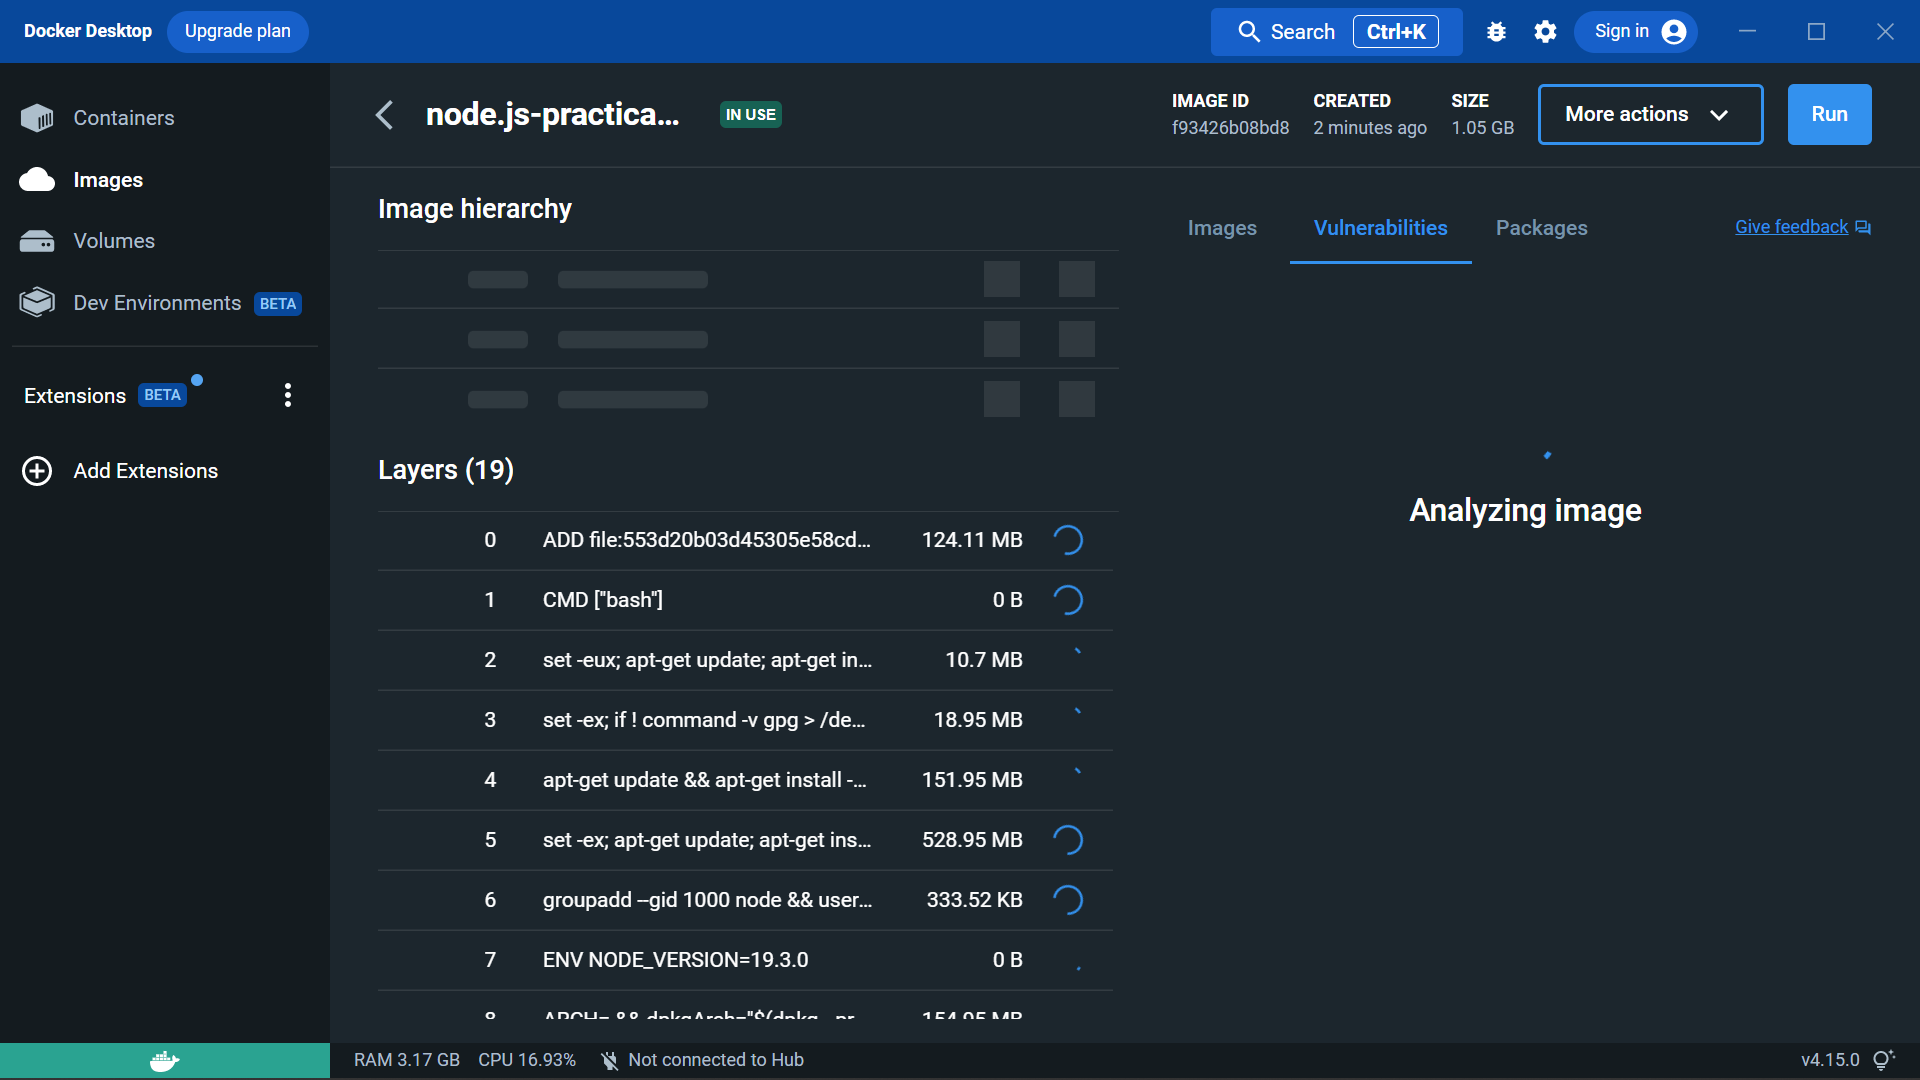 Docker Desktop Upgrade plan Search Ctrl+K Sign in
Containers
Images
Volumes
Dev Environments BETA
Extensions BETA
Add Extensions
node.js-practica... IN USE
IMAGE ID CREATED SIZE
f93426b08bd8 2 minutes ago 1.05 GB
More actions
Run
Image hierarchy
Layers (19)
0 ADD file:553d20b03d45305e58cd... 124.11 MB
1 CMD ["bash"] 0 B
2 set -eux; apt-get update; apt-get in... 10.7 MB
3 set -ex; if ! command -v gpg > /de... 18.95 MB
4 apt-get update && apt-get install -... 151.95 MB
5 set -ex; apt-get update; apt-get ins... 528.95 MB
6 groupadd --gid 1000 node && user... 333.52 KB
7 ENV NODE_VERSION=19.3.0 0 B
8 ARCH= && dpkgArch="$(dpkg --pr... 154.95 MB
Images Vulnerabilities Packages Give feedback
Analyzing image
RAM 3.17 GB CPU 16.93% Not connected to Hub v4.15.0